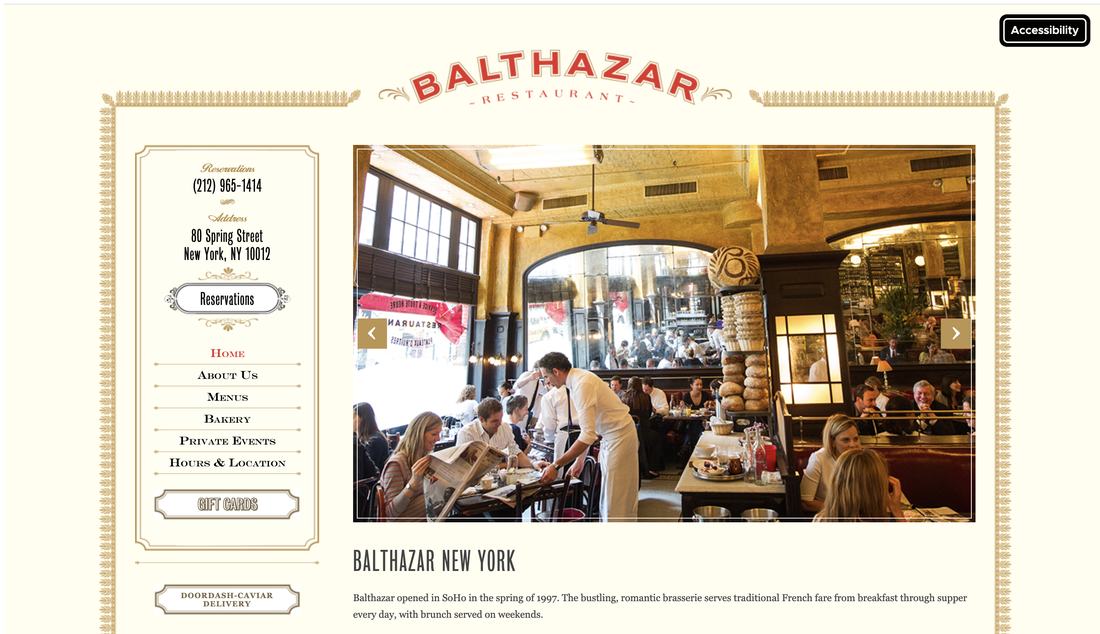 Accessibility
BALTHAZAR
- RESTAURANT -
Reservations
(212) 965-1414
Address
80 Spring Street
New York, NY 10012
Reservations
HOME
ABOUT US
MENUS
BAKERY
PRIVATE EVENTS
HOURS & LOCATION
GIFT CARDS
DOORDASH-CAVIAR
DELIVERY
RESTAURAN
BALTHAZAR NEW YORK
Balthazar opened in SoHo in the spring of 1997. The bustling, romantic brasserie serves traditional French fare from breakfast through supper
every day, with brunch served on weekends.